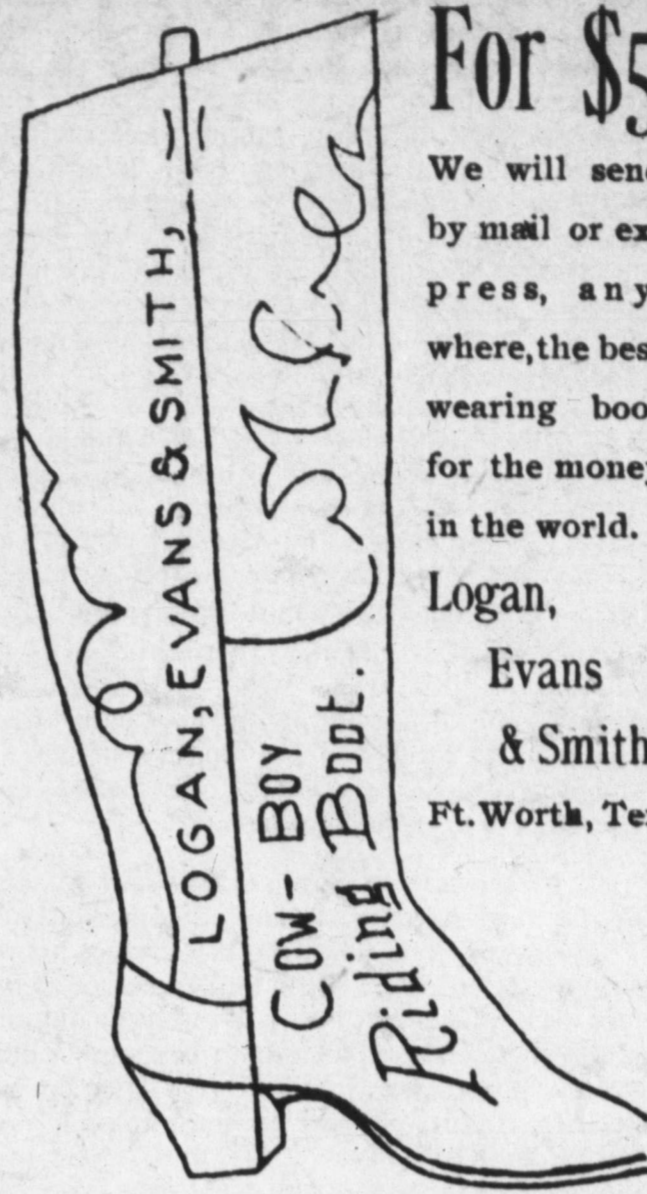 For $5
We will send
by mail or ex
press, any
where, the bes
wearing boo
for the money
in the world.
Logan,
Evans
& Smith
Ft. Worth, Te
LOGAN, EVANS & SMITH,
COW-BOY
Riding Boot.